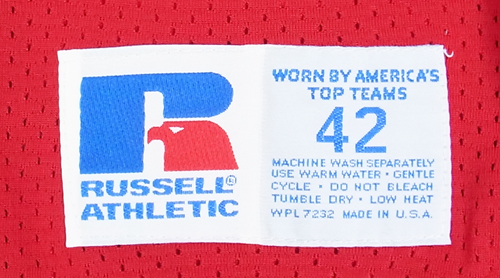 RUSSELL®
ATHLETIC
WORN BY AMERICA'S
TOP TEAMS
42
MACHINE WASH SEPARATELY
USE WARM WATER • GENTLE
CYCLE • DO NOT BLEACH
TUMBLE DRY • LOW HEAT
WPL 7232 MADE IN U.S.A.